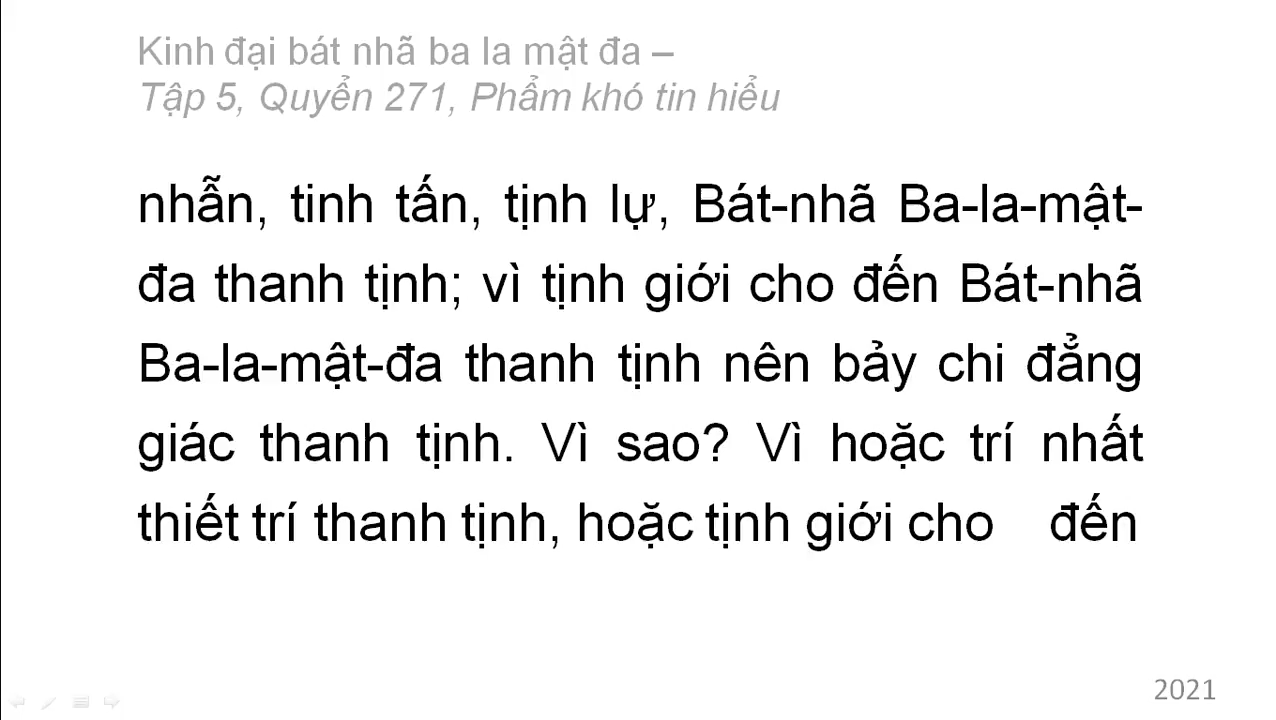 Kinh đại bát nhã ba la mật đa –
Tập 5, Quyển 271, Phẩm khó tin hiểu
nhẫn, tinh tấn, tịnh lự, Bát-nhã Ba-la-mật-
đa thanh tịnh; vì tịnh giới cho đến Bát-nhã
Ba-la-mật-đa thanh tịnh nên bảy chi đẳng
giác thanh tịnh. Vì sao? Vì hoặc trí nhất
thiết trí thanh tịnh, hoặc tịnh giới cho đến
2021